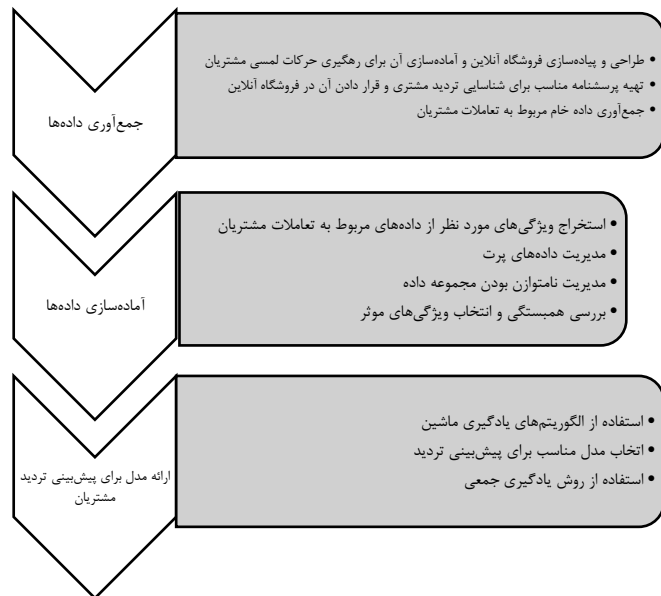 جمع‌آوری داده‌ها
• طراحی و پیاده‌سازی فروشگاه آنلاین و آماده‌سازی آن برای رهگیری حرکات لمسی مشتریان
• تهیه پرسشنامه مناسب برای شناسایی تردید مشتری و قرار دادن آن در فروشگاه آنلاین
• جمع‌آوری داده خام مربوط به تعاملات مشتریان
آماده‌سازی داده‌ها
• استخراج ویژگی‌های مورد نظر از داده‌های مربوط به تعاملات مشتریان
• مدیریت داده‌های پرت
• مدیریت نامتوازن بودن مجموعه داده
• بررسی همبستگی و انتخاب ویژگی‌های موثر
ارائه مدل برای پیش‌بینی تردید
مشتریان
• استفاده از الگوریتم‌های یادگیری ماشین
• اتخاب مدل مناسب برای پیش‌بینی تردید
• استفاده از روش یادگیری جمعی